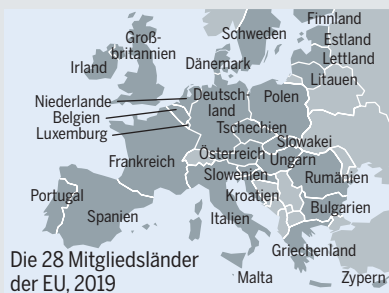 Finnland
Groß-
britannien
Schweden
Estland
Lettland
Irland
Dänemark
Litauen
Niederlande
Belgien
Luxemburg
Deutsch-
land
Polen
Tschechien
Slowakei
Frankreich
Österreich
Ungarn
Slowenien
Rumänien
Kroatien
Portugal
Spanien
Italien
Bulgarien
Griechenland
Die 28 Mitgliedsländer
der EU, 2019
Malta
Zypern